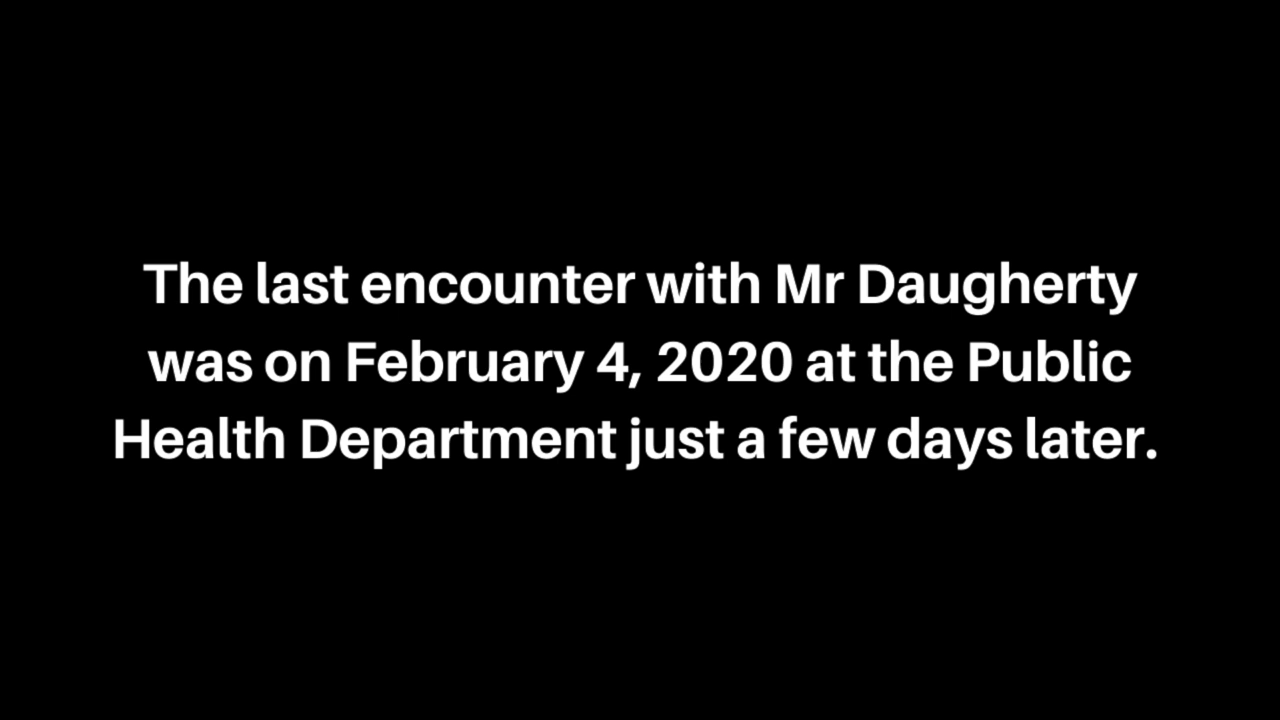 The last encounter with Mr Daugherty
was on February 4, 2020 at the Public
Health Department just a few days later.